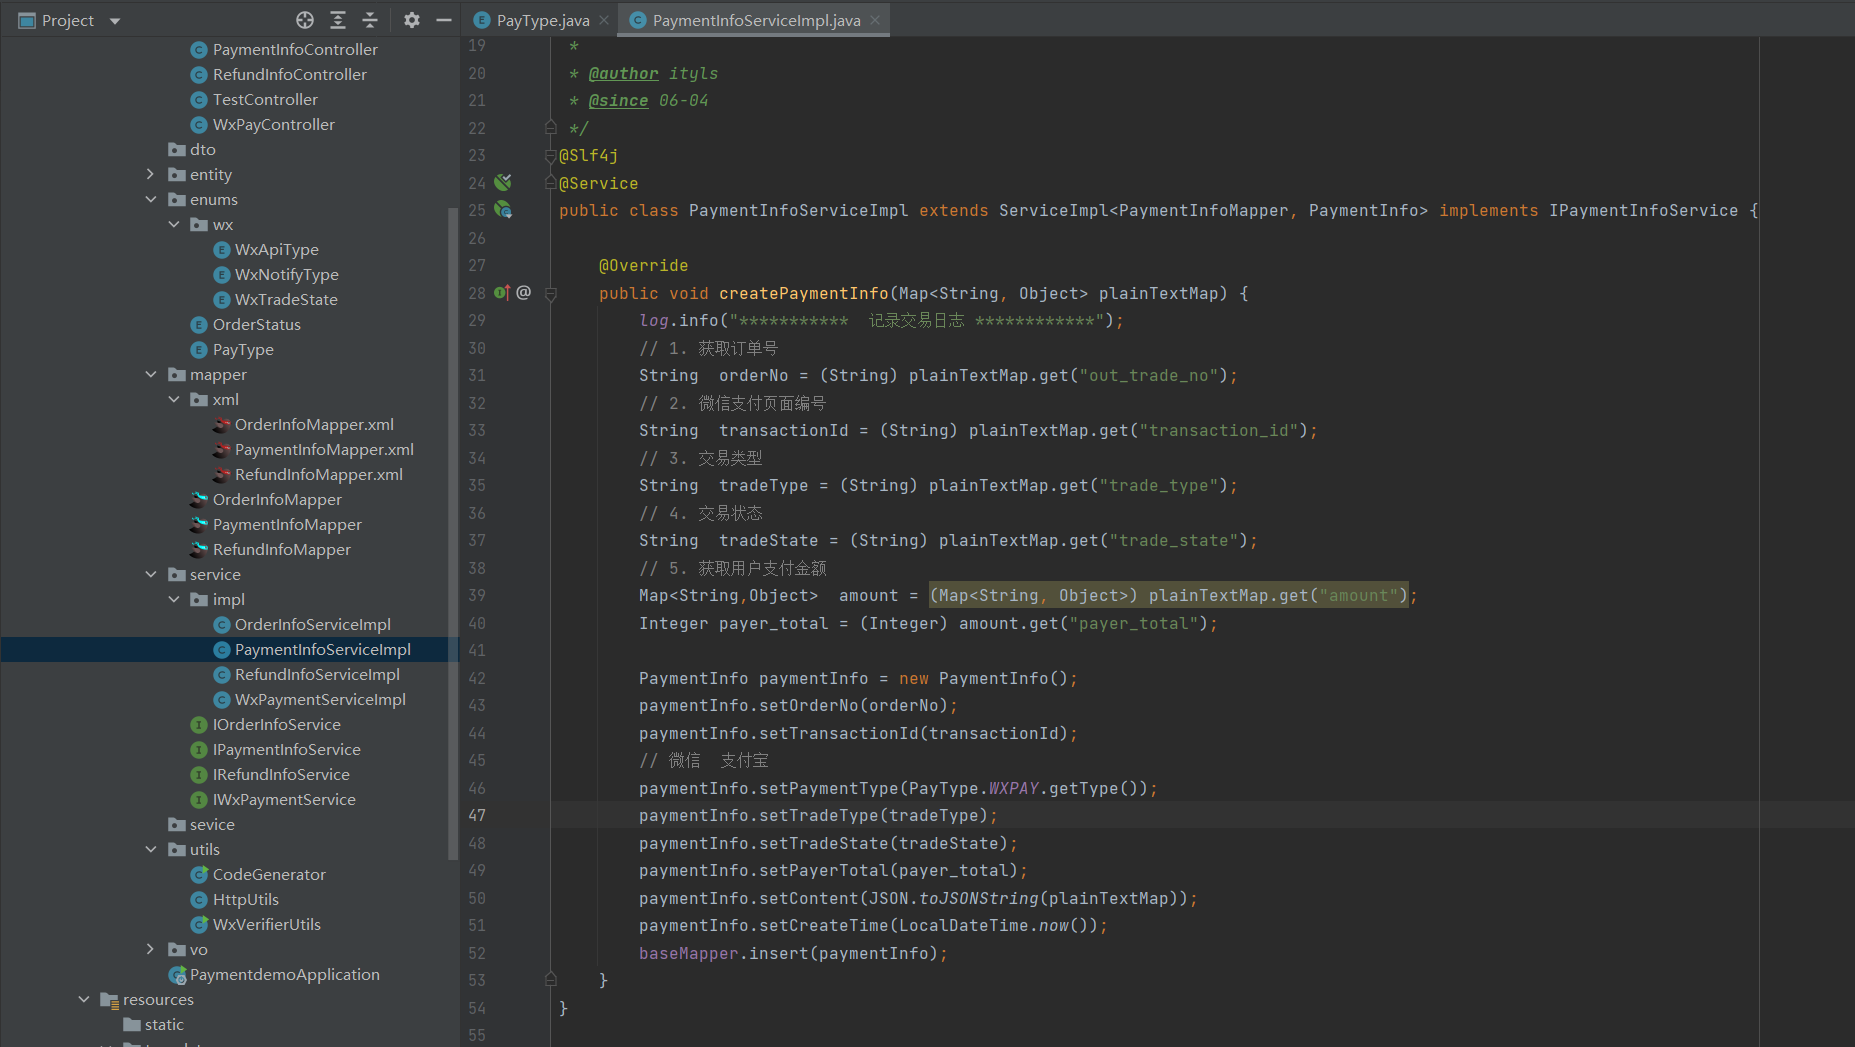 Project
PaymentInfoController
RefundInfoController
TestController
WxPayController
dto
entity
enums
wx
WxApiType
WxNotifyType
WxTradeState
OrderStatus
PayType
mapper
xml
OrderInfoMapper.xml
PaymentInfoMapper.xml
RefundInfoMapper.xml
OrderInfoMapper
PaymentInfoMapper
RefundInfoMapper
service
impl
OrderInfoServiceImpl
PaymentInfoServiceImpl
RefundInfoServiceImpl
WxPaymentServiceImpl
IOrderInfoService
IPaymentInfoService
IRefundInfoService
IWxPaymentService
sevice
utils
CodeGenerator
HttpUtils
WxVerifierUtils
vo
PaymentdemoApplication
resources
static
PayType.java
PaymentInfoServiceImpl.java
19 *
20 * @author ityls
21 * @since 06-04
22 */
23 @Slf4j
24 @Service
25 public class PaymentInfoServiceImpl extends ServiceImpl<PaymentInfoMapper, PaymentInfo> implements IPaymentInfoService {
26
27 @Override
28 public void createPaymentInfo(Map<String, Object> plainTextMap) {
29 log.info("***********  记录交易日志 ************");
30 // 1. 获取订单号
31 String  orderNo = (String) plainTextMap.get("out_trade_no");
32 // 2. 微信支付页面编号
33 String  transactionId = (String) plainTextMap.get("transaction_id");
34 // 3. 交易类型
35 String  tradeType = (String) plainTextMap.get("trade_type");
36 // 4. 交易状态
37 String  tradeState = (String) plainTextMap.get("trade_state");
38 // 5. 获取用户支付金额
39 Map<String,Object>  amount = (Map<String, Object>) plainTextMap.get("amount");
40 Integer payer_total = (Integer) amount.get("payer_total");
41
42 PaymentInfo paymentInfo = new PaymentInfo();
43 paymentInfo.setOrderNo(orderNo);
44 paymentInfo.setTransactionId(transactionId);
45 // 微信  支付宝
46 paymentInfo.setPaymentType(PayType.WXPAY.getType());
47 paymentInfo.setTradeType(tradeType);
48 paymentInfo.setTradeState(tradeState);
49 paymentInfo.setPayerTotal(payer_total);
50 paymentInfo.setContent(JSON.toJSONString(plainTextMap));
51 paymentInfo.setCreateTime(LocalDateTime.now());
52 baseMapper.insert(paymentInfo);
53 }
54 }
55